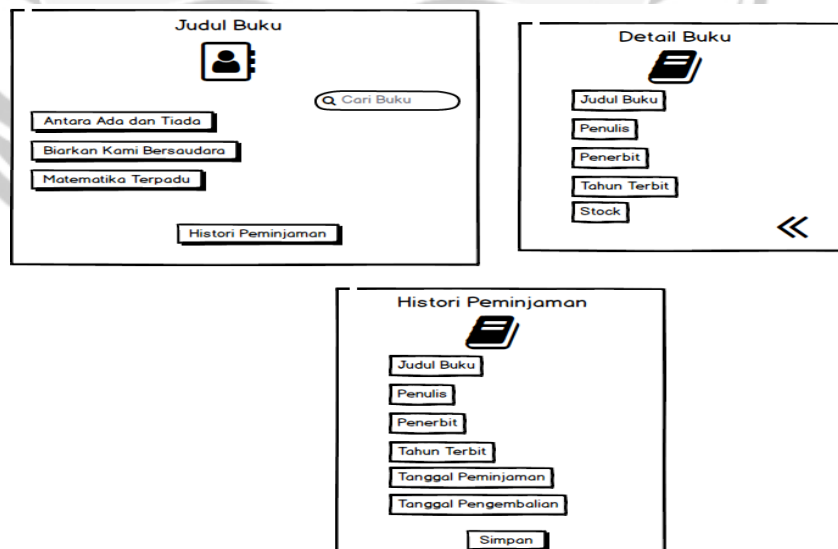 Judul Buku
Cari Buku
Antara Ada dan Tiada
Biarkan Kami Bersaudara
Matematika Terpadu
Histori Peminjaman
Detail Buku
Judul Buku
Penulis
Penerbit
Tahun Terbit
Stock
Histori Peminjaman
Judul Buku
Penulis
Penerbit
Tahun Terbit
Tanggal Peminjaman
Tanggal Pengembalian
Simpan